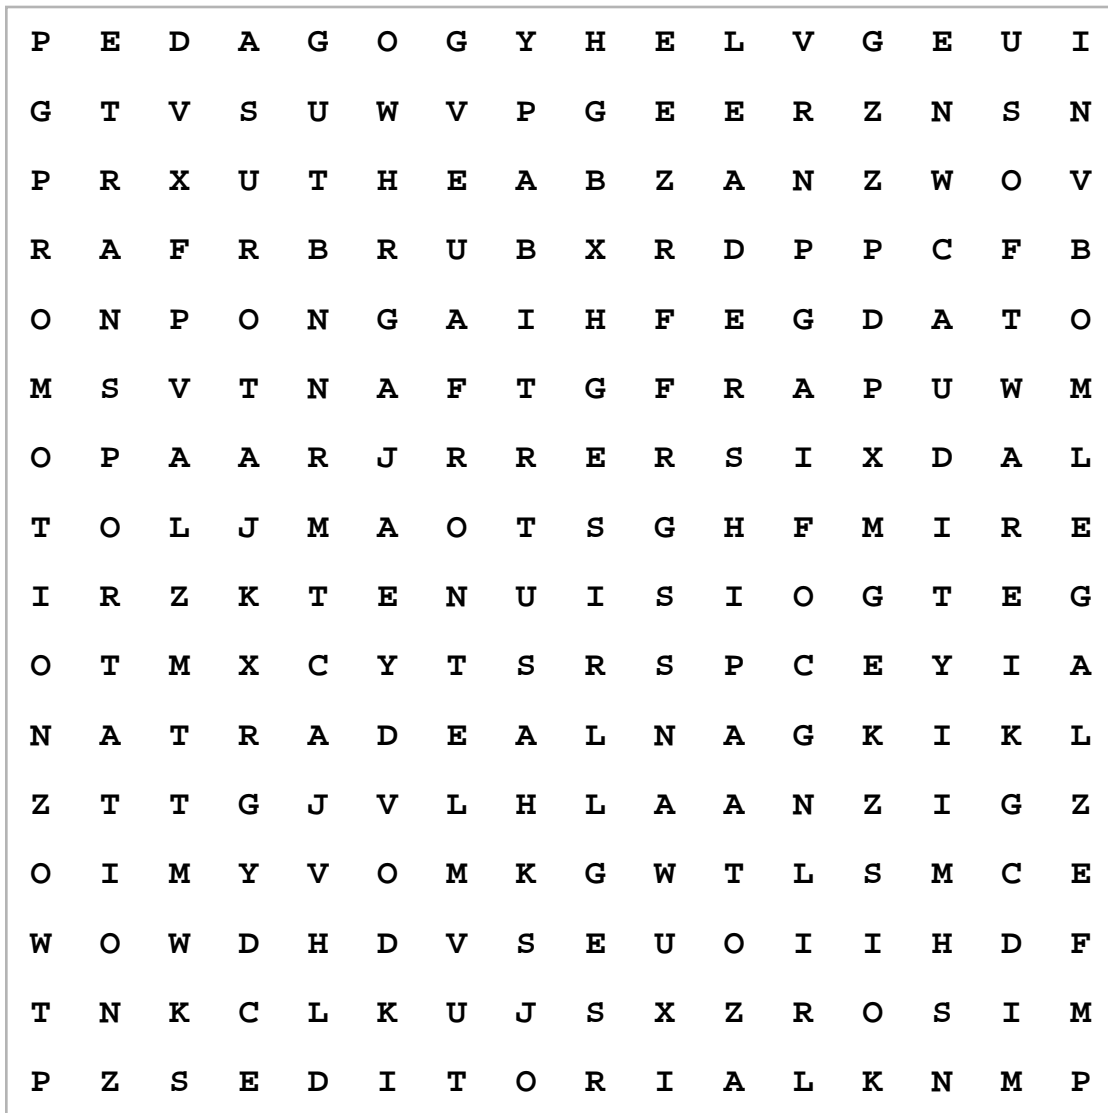 P E D A G O G Y H E L V G E U I
G T V S U W V P G E E R Z N S N
P R X U T H E A B Z A N Z W O V
R A F R B R U B X R D P P C F B
O N P O N G A I H F E G D A T O
M S V T N A F T G F R A P U W M
O P A A R J R R E R S I X D A L
T O L J M A O T S G H F M I R E
I R Z K T E N U I S I O G T E G
O T M X C Y T S R S P C E Y I A
N A T R A D E A L N A G K I K L
Z T T G J V L H L A A N Z I G Z
O I M Y V O M K G W T L S M C E
W O W D H D V S E U O I I H D F
T N K C L K U J S X Z R O S I M
P Z S E D I T O R I A L K N M P